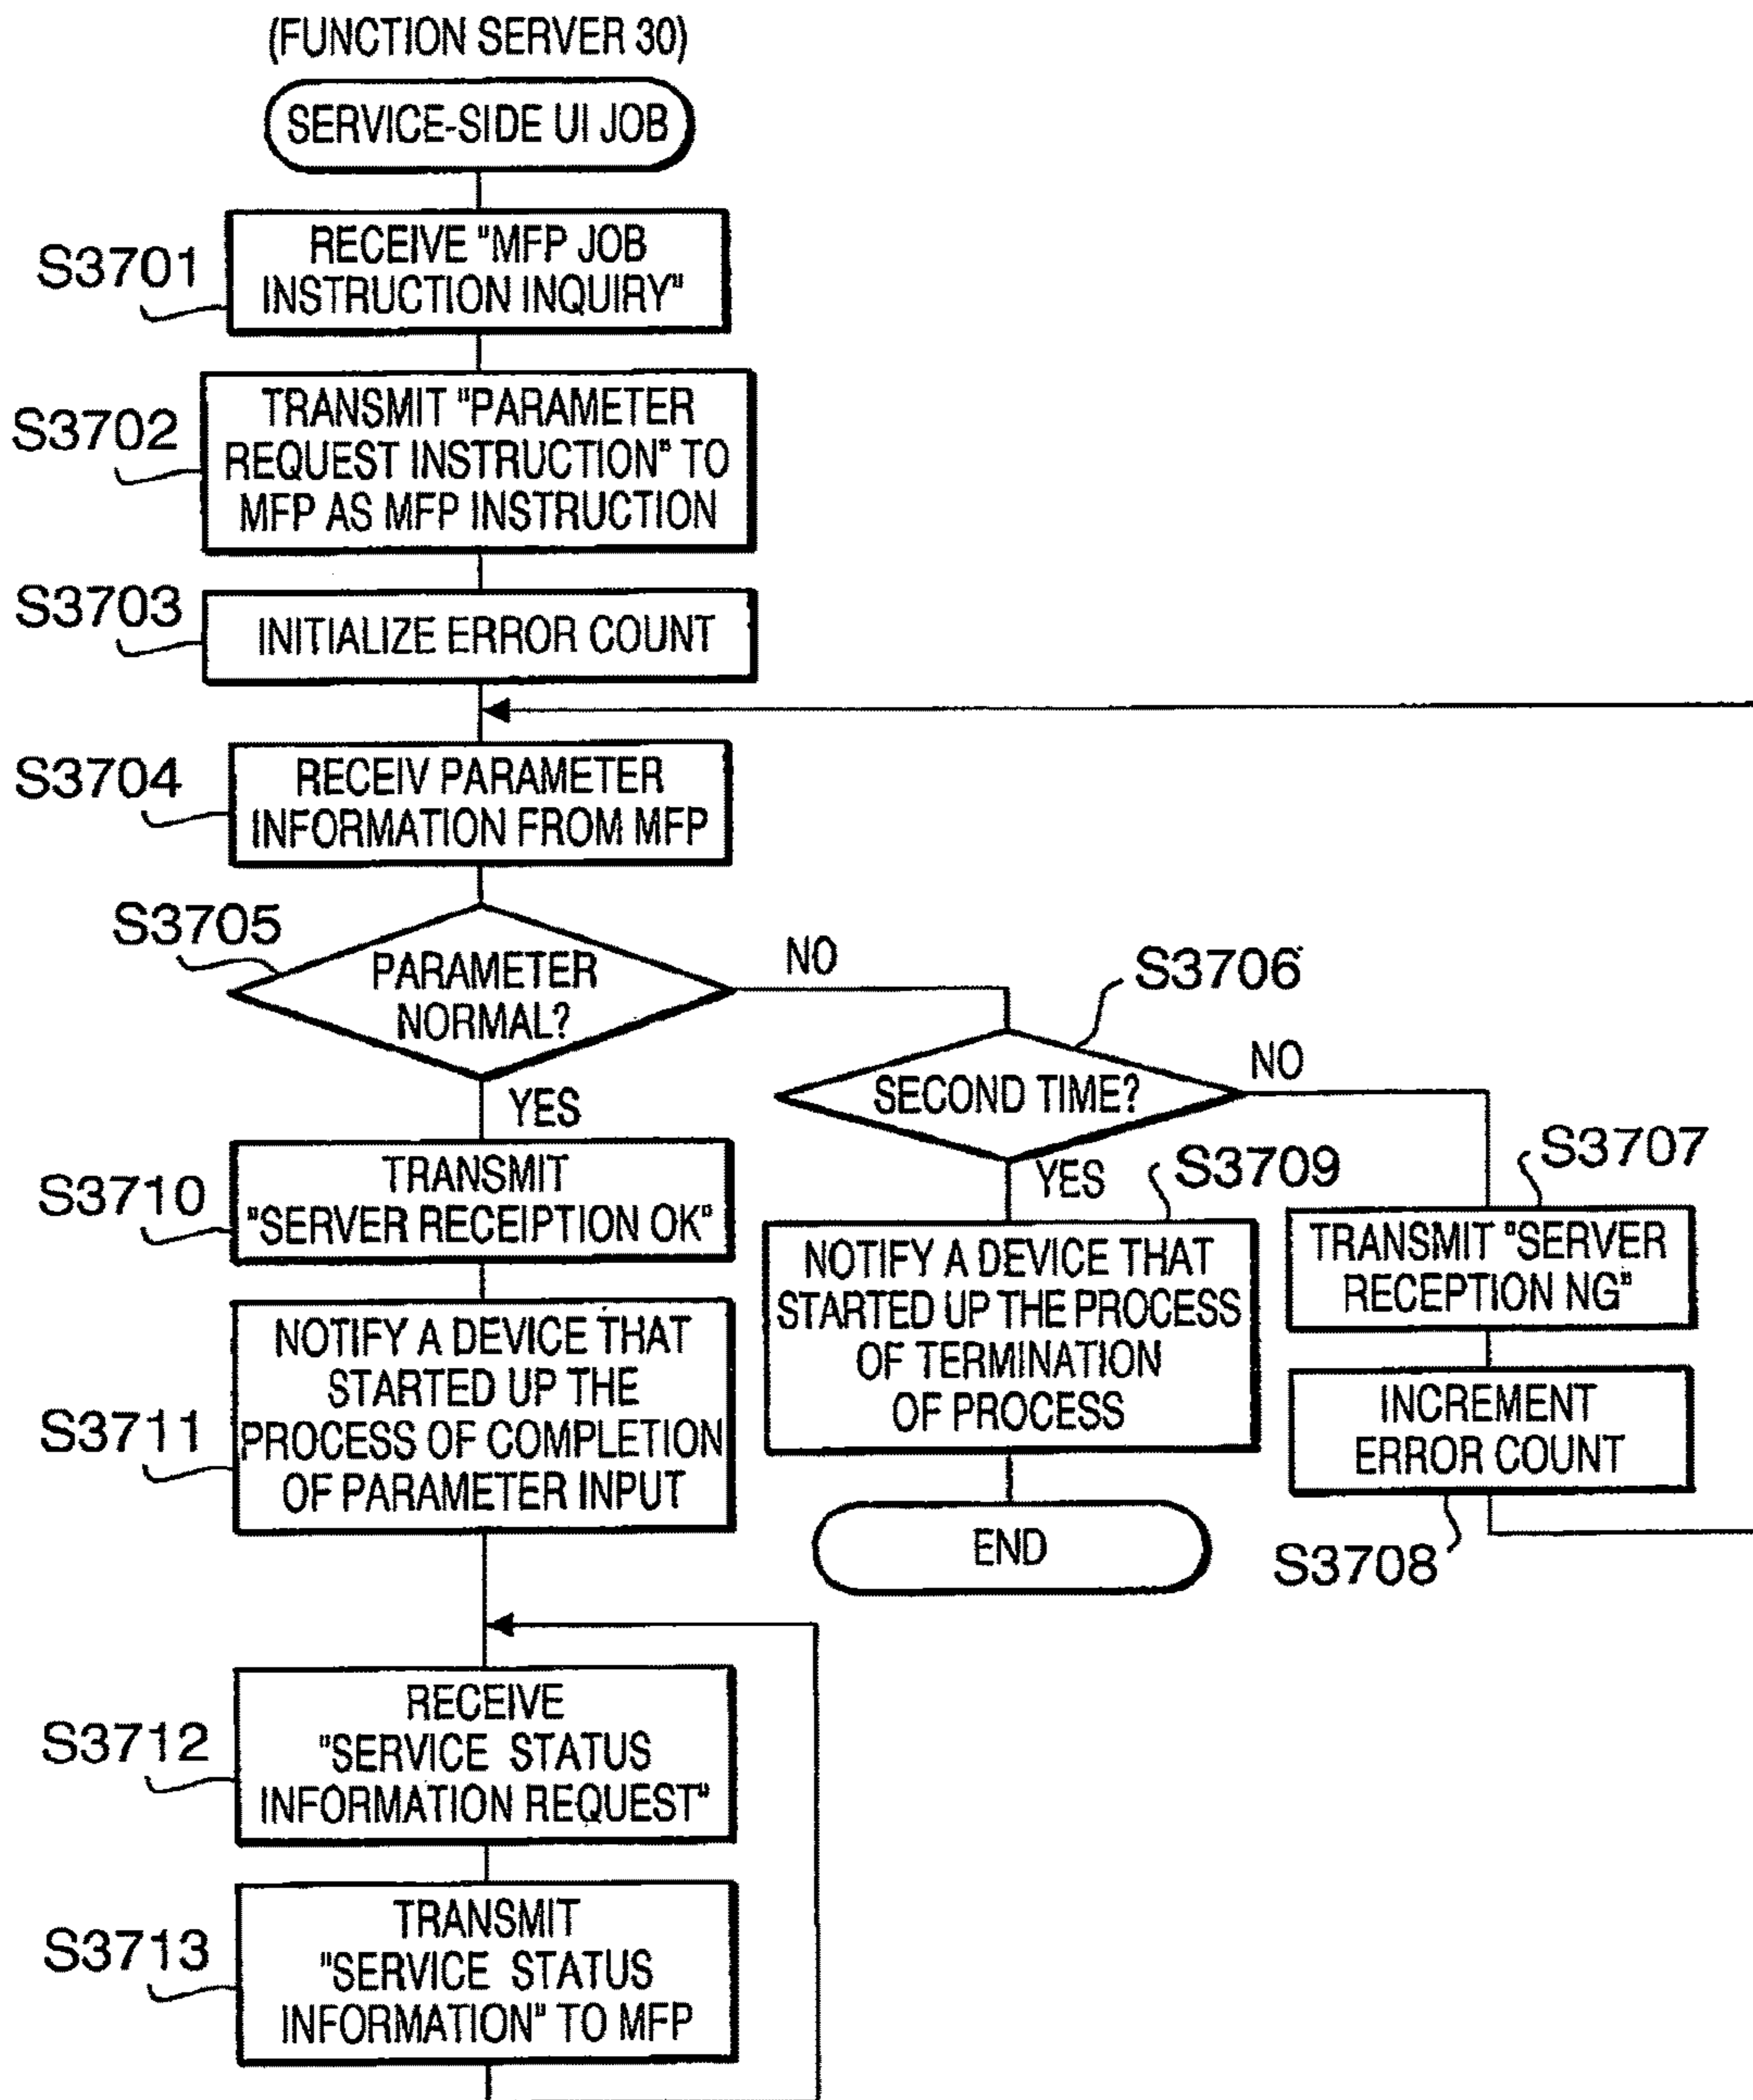 (FUNCTION SERVER 30)
SERVICE-SIDE UI JOB
S3701
RECEIVE "MFP JOB
INSTRUCTION INQUIRY"
S3702
TRANSMIT "PARAMETER
REQUEST INSTRUCTION" TO
MFP AS MFP INSTRUCTION
S3703
INITIALIZE ERROR COUNT
S3704
RECEIV PARAMETER
INFORMATION FROM MFP
S3705
PARAMETER
NORMAL?
NO
YES
S3706
SECOND TIME?
NO
YES
S3707
TRANSMIT "SERVER
RECEPTION NG"
INCREMENT
ERROR COUNT
S3708
S3709
NOTIFY A DEVICE THAT
STARTED UP THE PROCESS
OF TERMINATION
OF PROCESS
END
S3710
TRANSMIT
"SERVER RECEIPTION OK"
S3711
NOTIFY A DEVICE THAT
STARTED UP THE
PROCESS OF COMPLETION
OF PARAMETER INPUT
S3712
RECEIVE
"SERVICE STATUS
INFORMATION REQUEST"
S3713
TRANSMIT
"SERVICE STATUS
INFORMATION" TO MFP